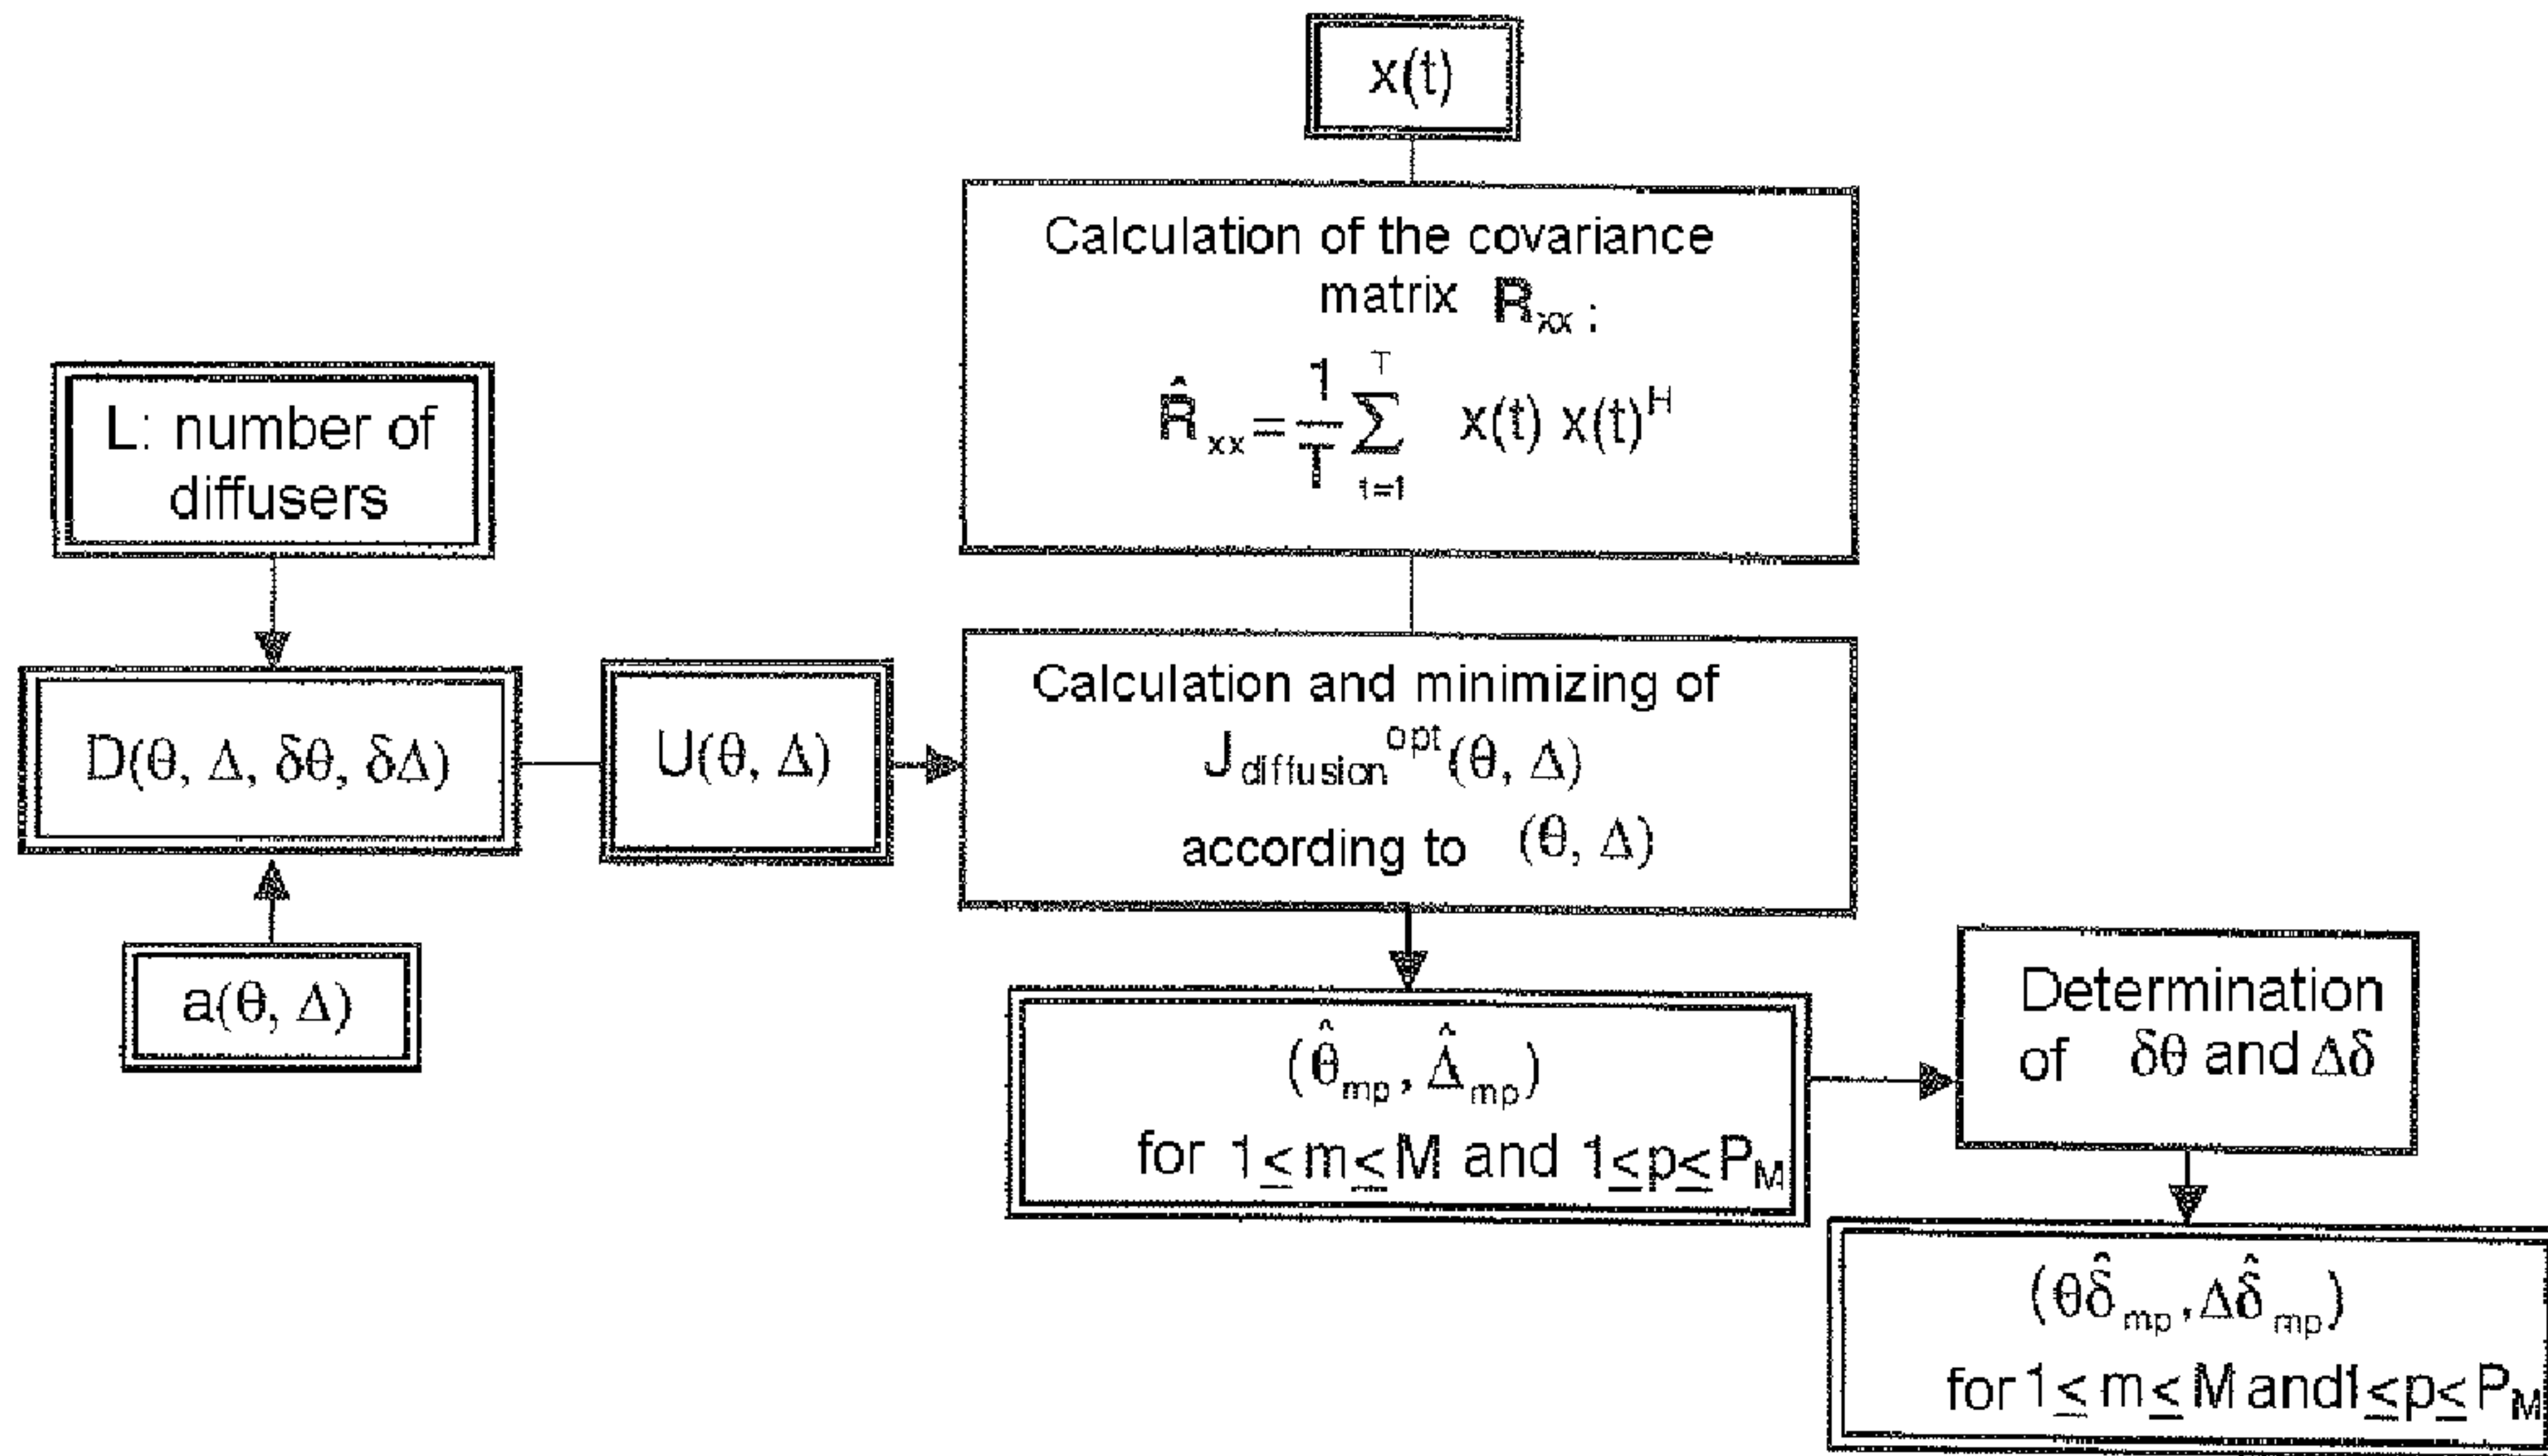 x(t)
Calculation of the covariance
matrix R_xx :
R̂_xx = 1/T ∑_{t=1}^{T} x(t) x(t)^H
L: number of
diffusers
D(θ, Δ, δθ, δΔ)
U(θ, Δ)
a(θ, Δ)
Calculation and minimizing of
J_diffusion^opt (θ, Δ)
according to (θ, Δ)
(θ̂_mp, Δ̂_mp)
for 1≤m≤M and 1≤p≤P_M
Determination
of δθ and Δδ
(θδ̂_mp, Δδ̂_mp)
for 1≤m≤M and1≤p≤P_M